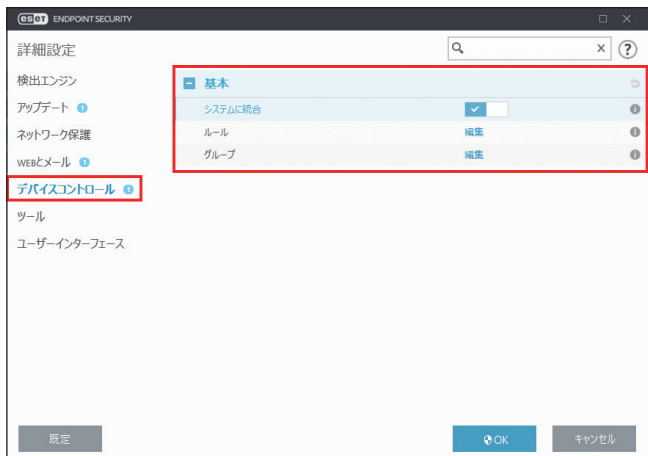 eset ENDPOINT SECURITY
詳細設定
検出エンジン
アップデート 1
ネットワーク保護
WEBとメール 1
デバイスコントロール 1
ツール
ユーザーインターフェース
基本
システムに統合
ルール 編集
グループ 編集
既定
OK
キャンセル